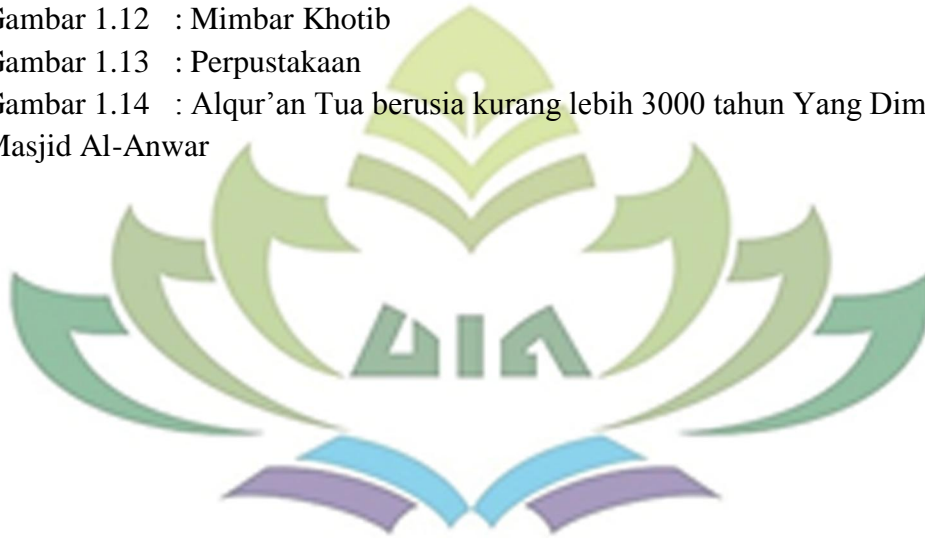 Gambar 1.12 : Mimbar Khotib
Gambar 1.13 : Perpustakaan
Gambar 1.14 : Alqur’an Tua berusia kurang lebih 3000 tahun Yang
Masjid Al-Anwar
UIN